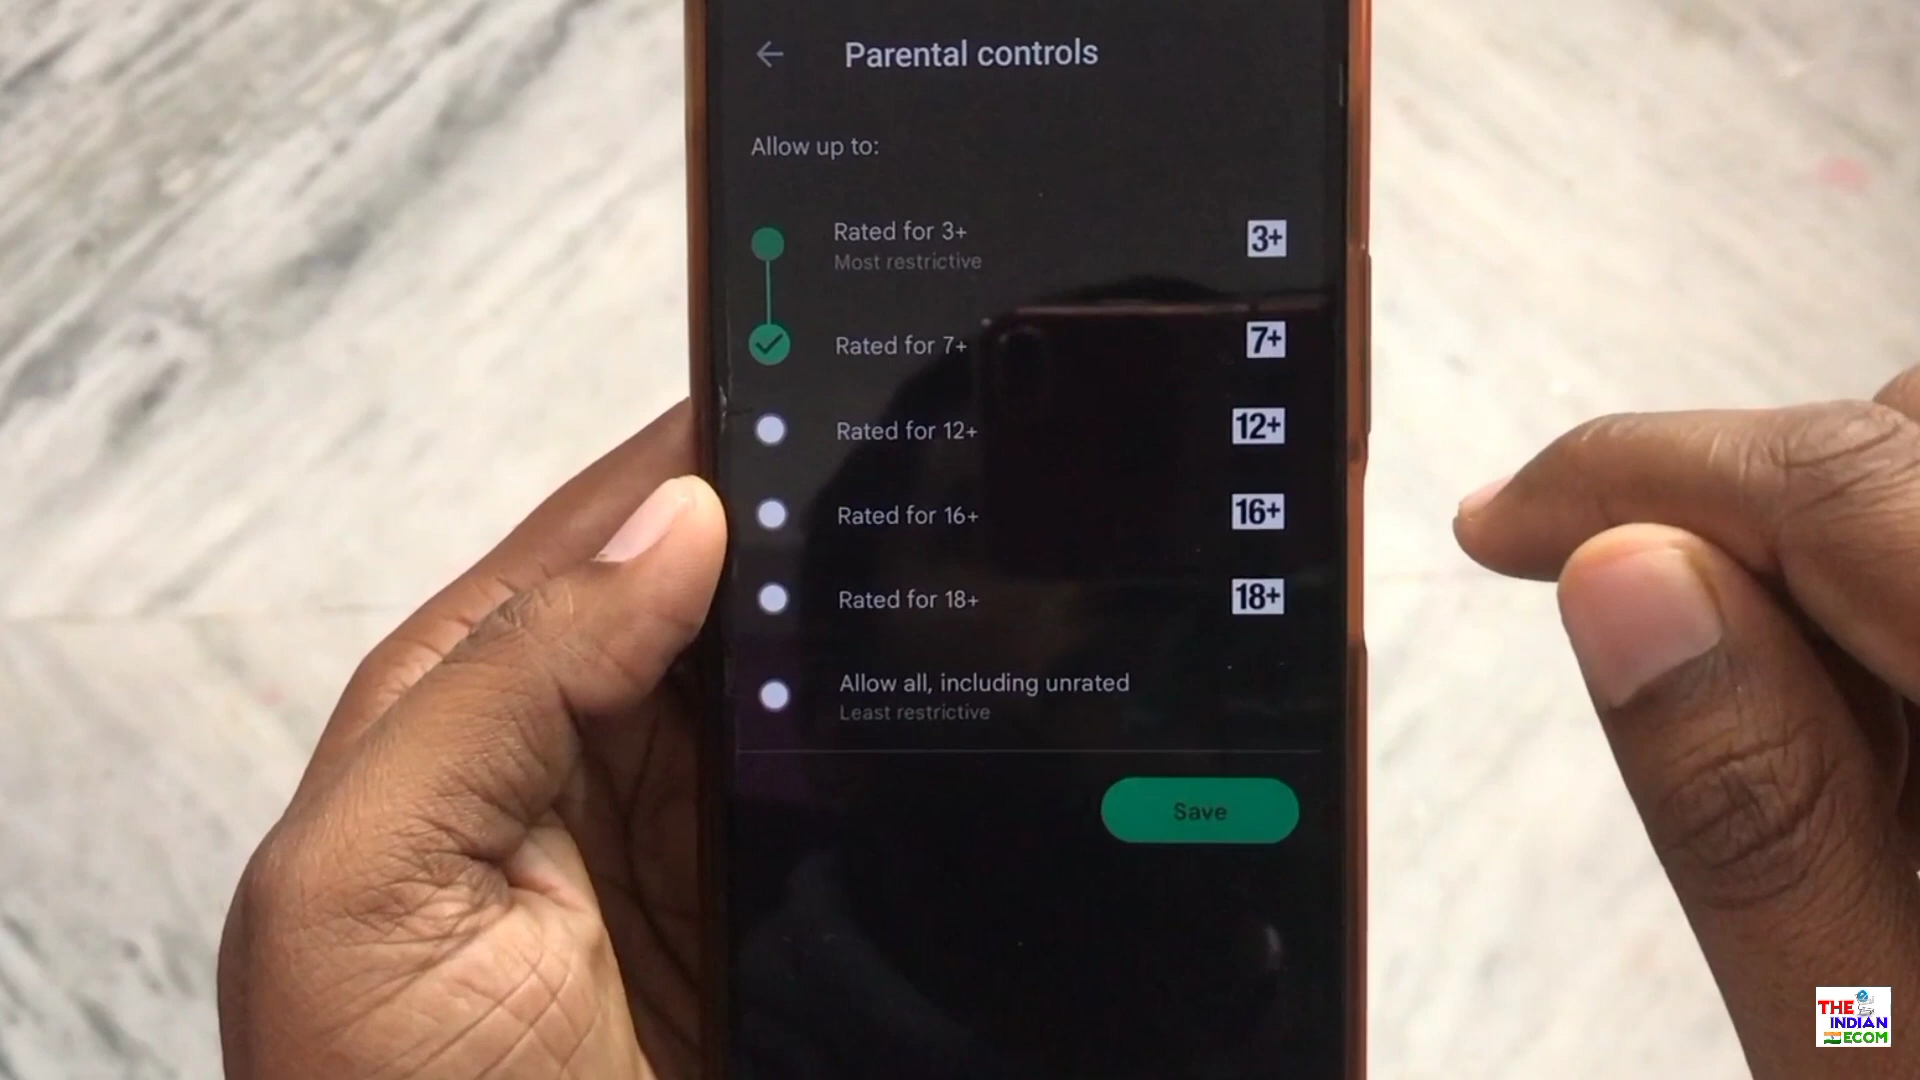 Parental controls
Allow up to:
Rated for 3+
3+
Most restrictive
Rated for 7+
7+
Rated for 12+
12+
Rated for 16+
16+
Rated for 18+
18+
Allow all, including unrated
Least restrictive
Save
THE
INDIAN
ECOM